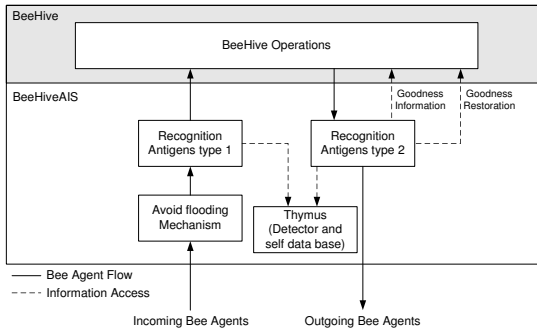 BeeHive
BeeHive Operations
Goodness
Information
Goodness
Restoration
BeeHiveAIS
Recognition
Antigens type 1
Recognition
Antigens type 2
Avoid flooding
Mechanism
Thymus
(Detector and
self data base)
Bee Agent Flow
Information Access
Incoming Bee Agents
Outgoing Bee Agents